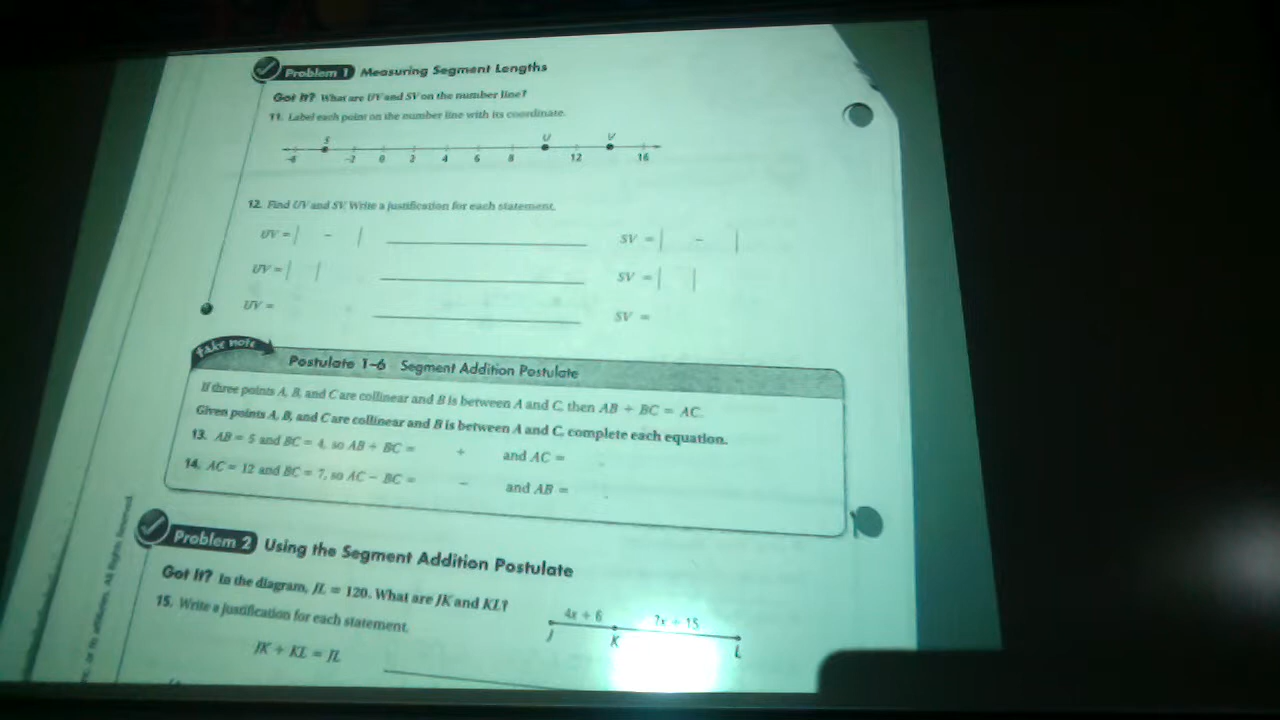 Problem 1 Measuring Segment Lengths
Got It? What are UV and SV on the number line?
11. Label each point on the number line with its coordinate.
S U V
-2 0 2 4 6 8 12 16
12. Find UV and SV. Write a justification for each statement.
UV = | - | SV = | - |
UV = | | SV = | |
UV = SV =
take note
Postulate 1-6 Segment Addition Postulate
If three points A, B, and C are collinear and B is between A and C, then AB + BC = AC.
Given points A, B, and C are collinear and B is between A and C, complete each equation.
13. AB = 5 and BC = 4, so AB + BC = + and AC = .
14. AC = 12 and BC = 7, so AC - BC = - and AB = .
Problem 2 Using the Segment Addition Postulate
Got It? In the diagram, JL = 120. What are JK and KL?
15. Write a justification for each statement.
4x + 6 7x + 15
J K L
JK + KL = JL
or its affiliates. All Rights Reserved.